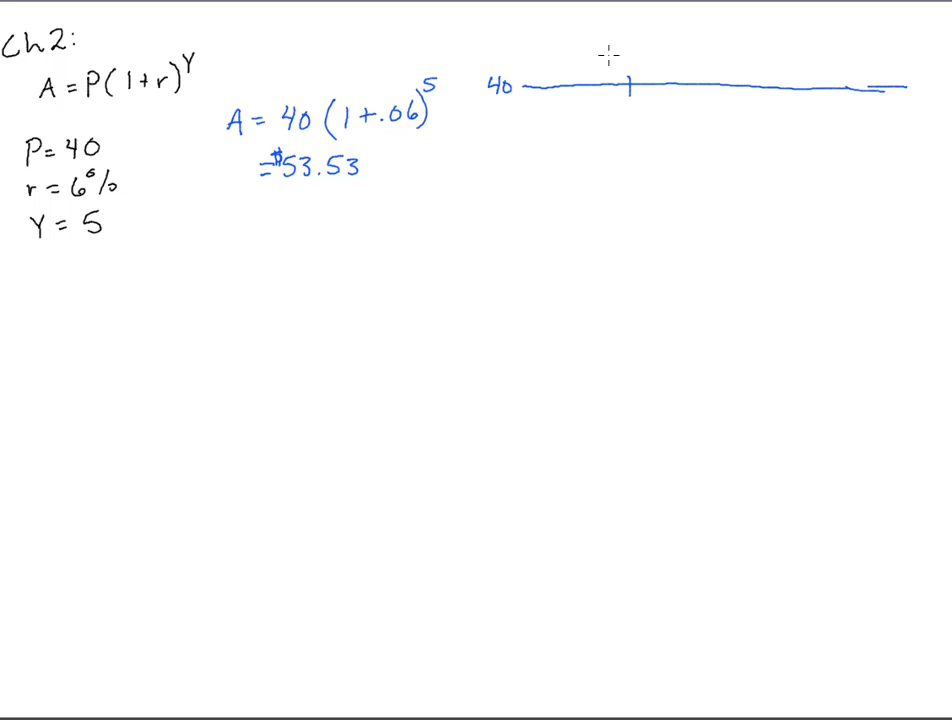 Ch2:
A = P(1+r)^Y
P= 40
r = 6%
Y = 5
A = 40 (1+.06)^5
=$53.53
40